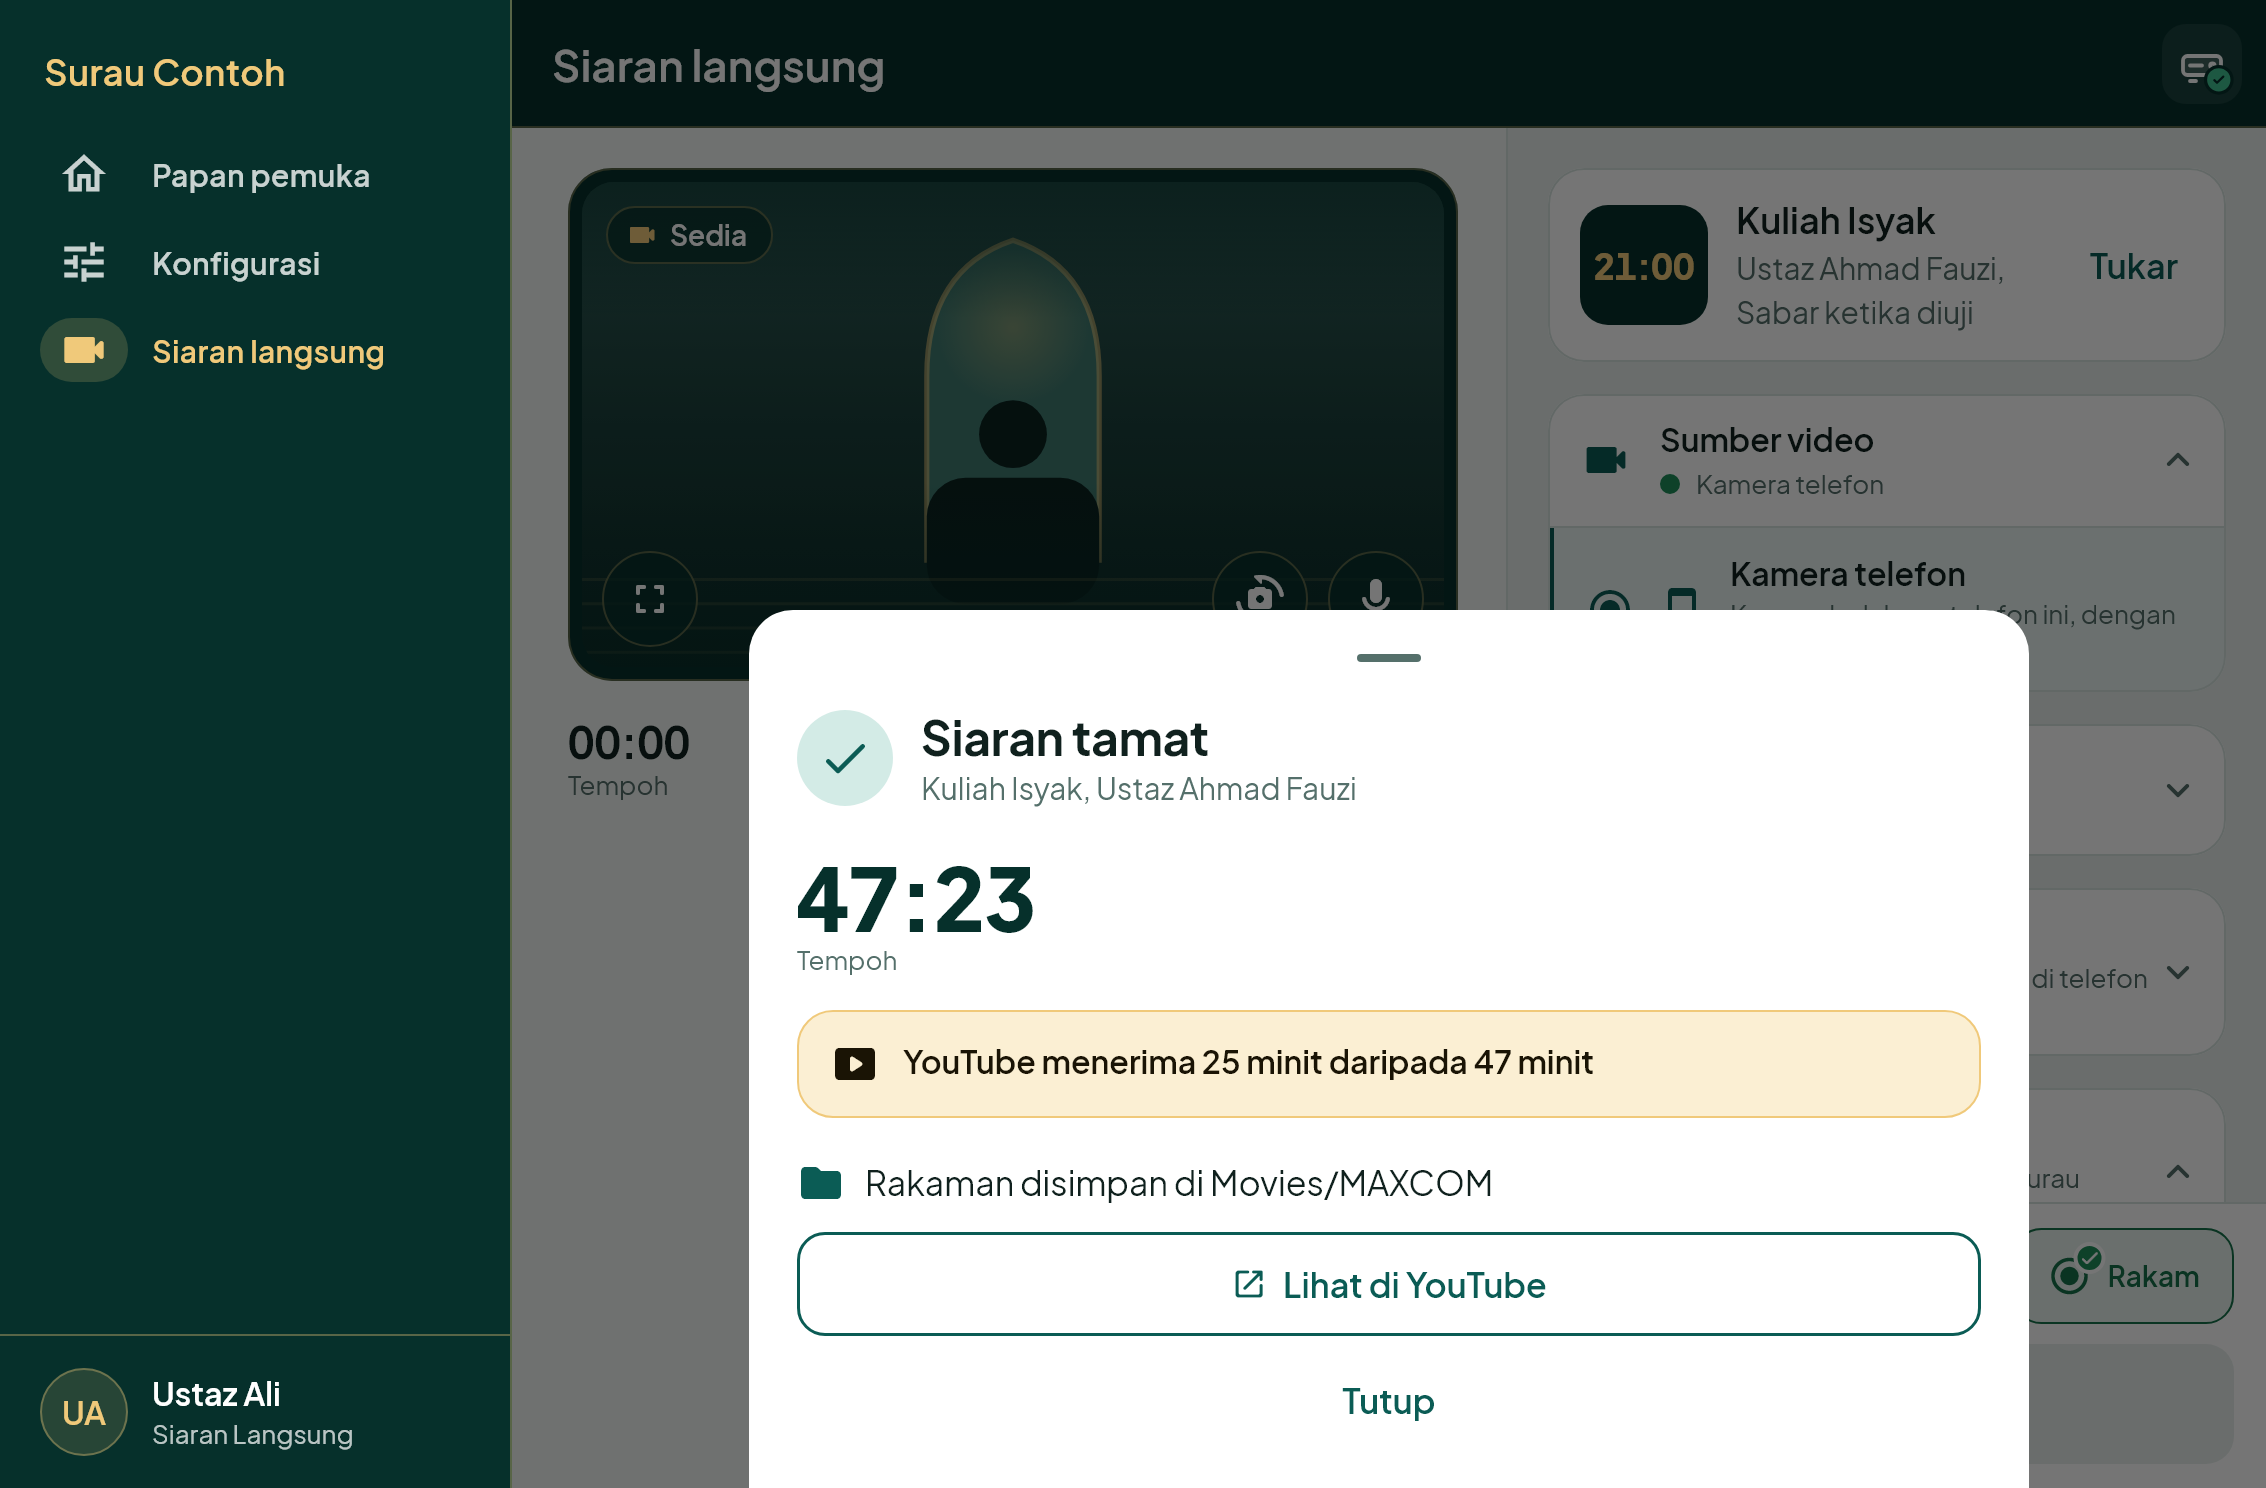 Surau Contoh
Papan pemuka
Konfigurasi
Siaran langsung
Ustaz Ali
UA
Siaran Langsung
Siaran langsung
Sedia
00:00
Tempoh
21:00
Kuliah Isyak
Ustaz Ahmad Fauzi,
Sabar ketika diuji
Tukar
Sumber video
Kamera telefon
Kamera telefon
fon ini, dengan
di telefon
urau
Rakam
Siaran tamat
Kuliah Isyak, Ustaz Ahmad Fauzi
47:23
Tempoh
YouTube menerima 25 minit daripada 47 minit
Rakaman disimpan di Movies/MAXCOM
Lihat di YouTube
Tutup